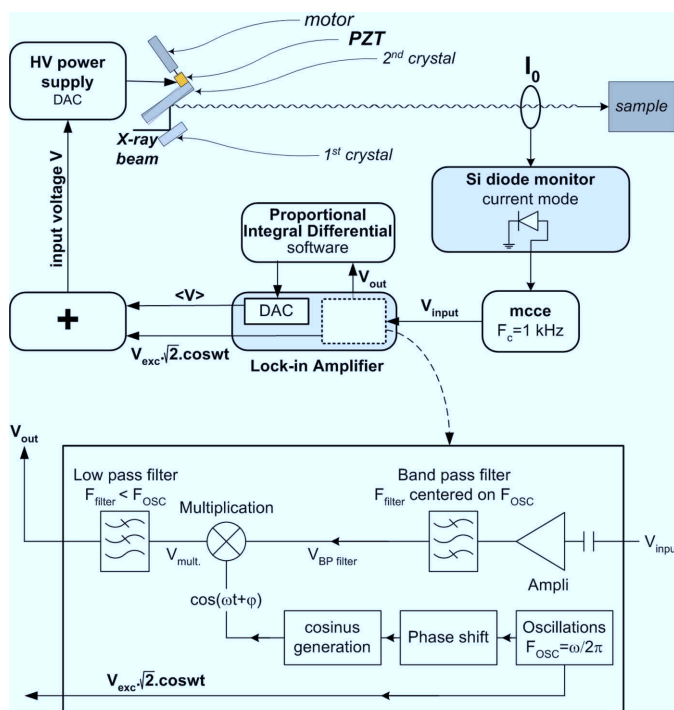 motor
PZT
2nd crystal
HV power
supply
DAC
I0
sample
X-ray
beam
1st crystal
input voltage V
Si diode monitor
current mode
Proportional
Integral Differential
software
Vout
<V>
DAC
Vinput
mcce
Fc=1 kHz
+
Vexc.√2.coswt
Lock-in Amplifier
Vout
Low pass filter
Ffilter < FOSC
Multiplication
Band pass filter
Ffilter centered on FOSC
Vmult.
VBP filter
Vinput
Ampli
cos(ωt+φ)
cosinus
generation
Phase shift
Oscillations
FOSC=ω/2π
Vexc.√2.coswt